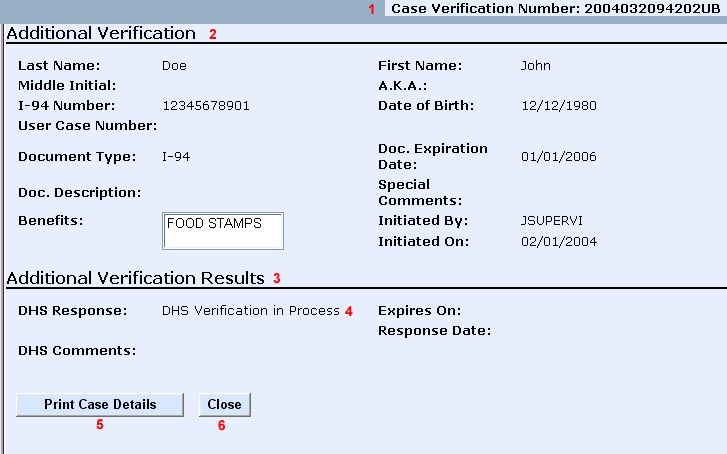 1 Case Verification Number: 2004032094202UB
Additional Verification 2
Last Name: Doe First Name: John
Middle Initial: A.K.A.:
I-94 Number: 12345678901 Date of Birth: 12/12/1980
User Case Number:
Document Type: I-94 Doc. Expiration Date: 01/01/2006
Doc. Description: Special Comments:
Benefits: FOOD STAMPS Initiated By: JSUPERVI
Initiated On: 02/01/2004
Additional Verification Results 3
DHS Response: DHS Verification in Process 4 Expires On:
Response Date:
DHS Comments:
Print Case Details Close
5 6